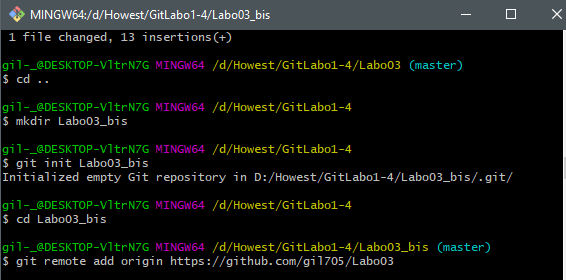 MINGW64:/d/Howest/GitLabo1-4/Labo03_bis
1 file changed, 13 insertions(+)
gil-_@DESKTOP-VltrN7G MINGW64 /d/Howest/GitLabo1-4/Labo03 (master)
$ cd ..
gil-_@DESKTOP-VltrN7G MINGW64 /d/Howest/GitLabo1-4
$ mkdir Labo03_bis
gil-_@DESKTOP-VltrN7G MINGW64 /d/Howest/GitLabo1-4
$ git init Labo03_bis
Initialized empty Git repository in D:/Howest/GitLabo1-4/Labo03_bis/.git/
gil-_@DESKTOP-VltrN7G MINGW64 /d/Howest/GitLabo1-4
$ cd Labo03_bis
gil-_@DESKTOP-VltrN7G MINGW64 /d/Howest/GitLabo1-4/Labo03_bis (master)
$ git remote add origin https://github.com/gil705/Labo03